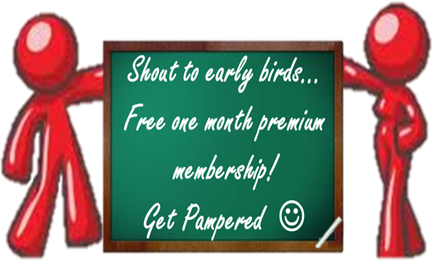 Shout to early birds...
Free one month premium
membership!
Get Pampered ☺